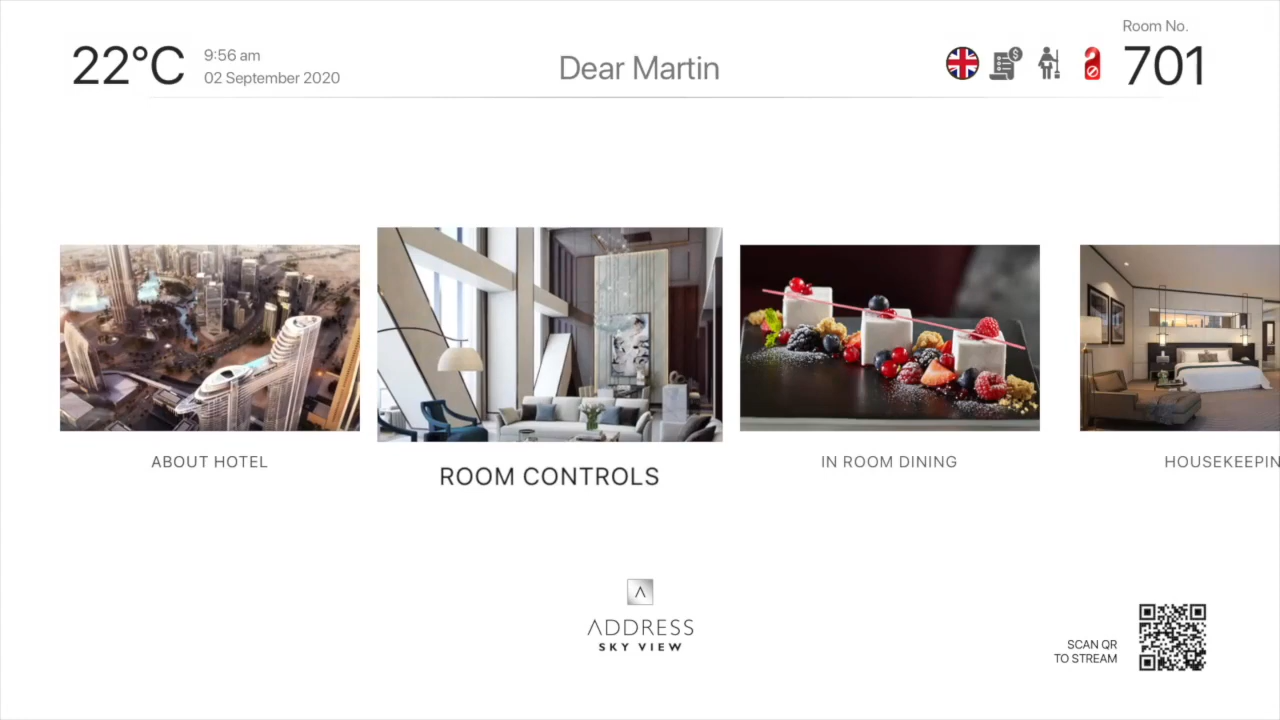 22°C
9:56 am
02 September 2020
Dear Martin
$
Room No.
701
ABOUT HOTEL
ROOM CONTROLS
IN ROOM DINING
HOUSEKEEPIN
ADDRESS
SKY VIEW
SCAN QR
TO STREAM